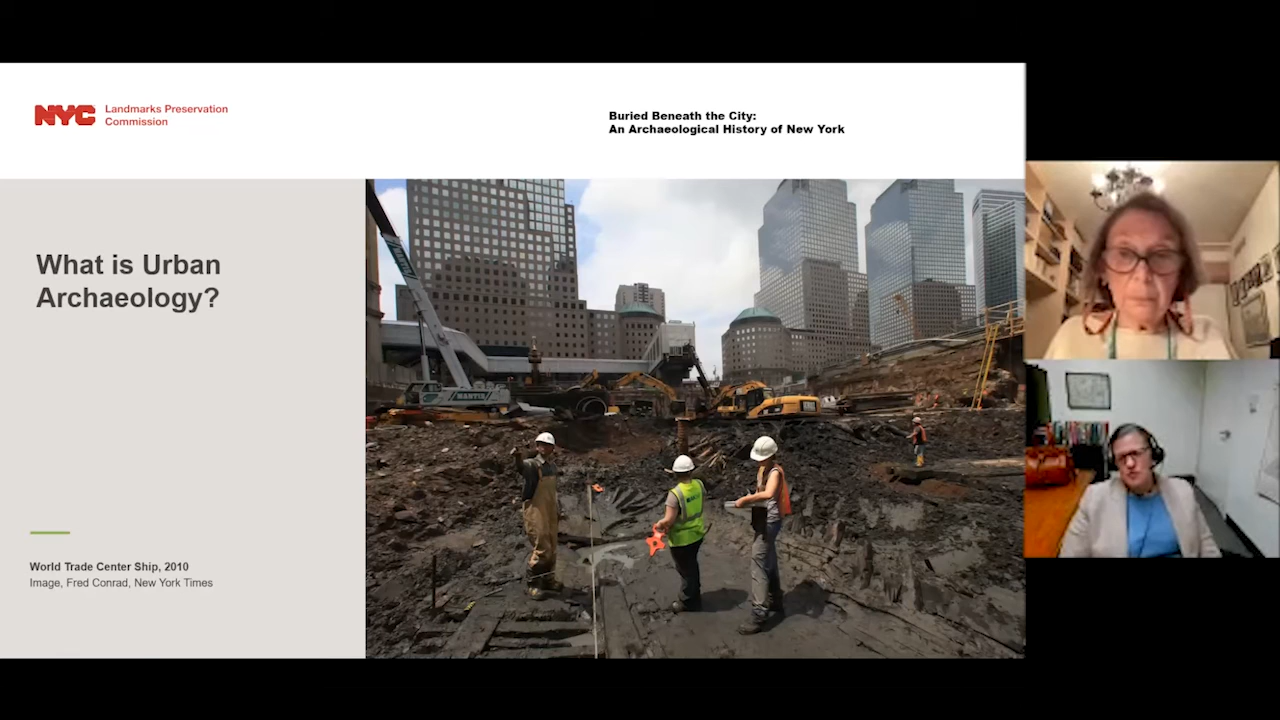 NYC
Landmarks Preservation
Commission
Buried Beneath the City:
An Archaeological History of New York
What is Urban
Archaeology?
World Trade Center Ship, 2010
Image, Fred Conrad, New York Times
MANTIS